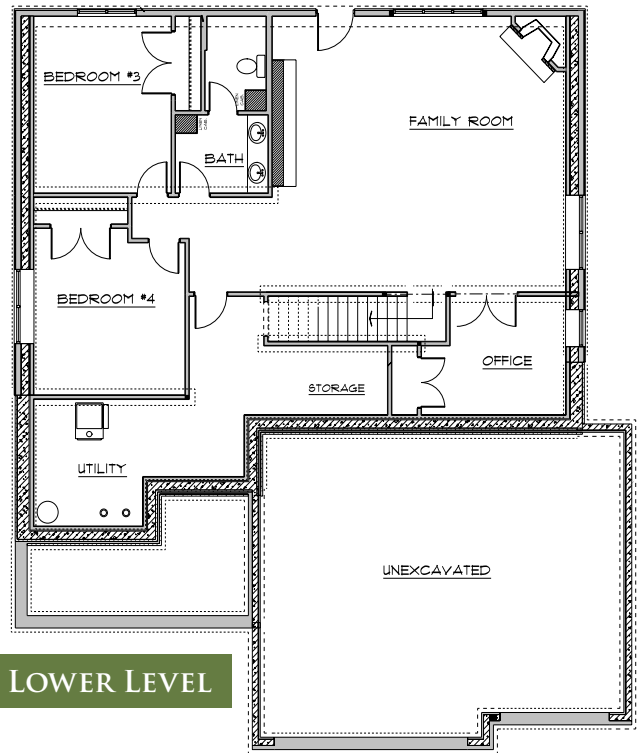 BEDROOM #3
FAMILY ROOM
BATH
BEDROOM #4
OFFICE
STORAGE
UTILITY
UNEXCAVATED
LOWER LEVEL